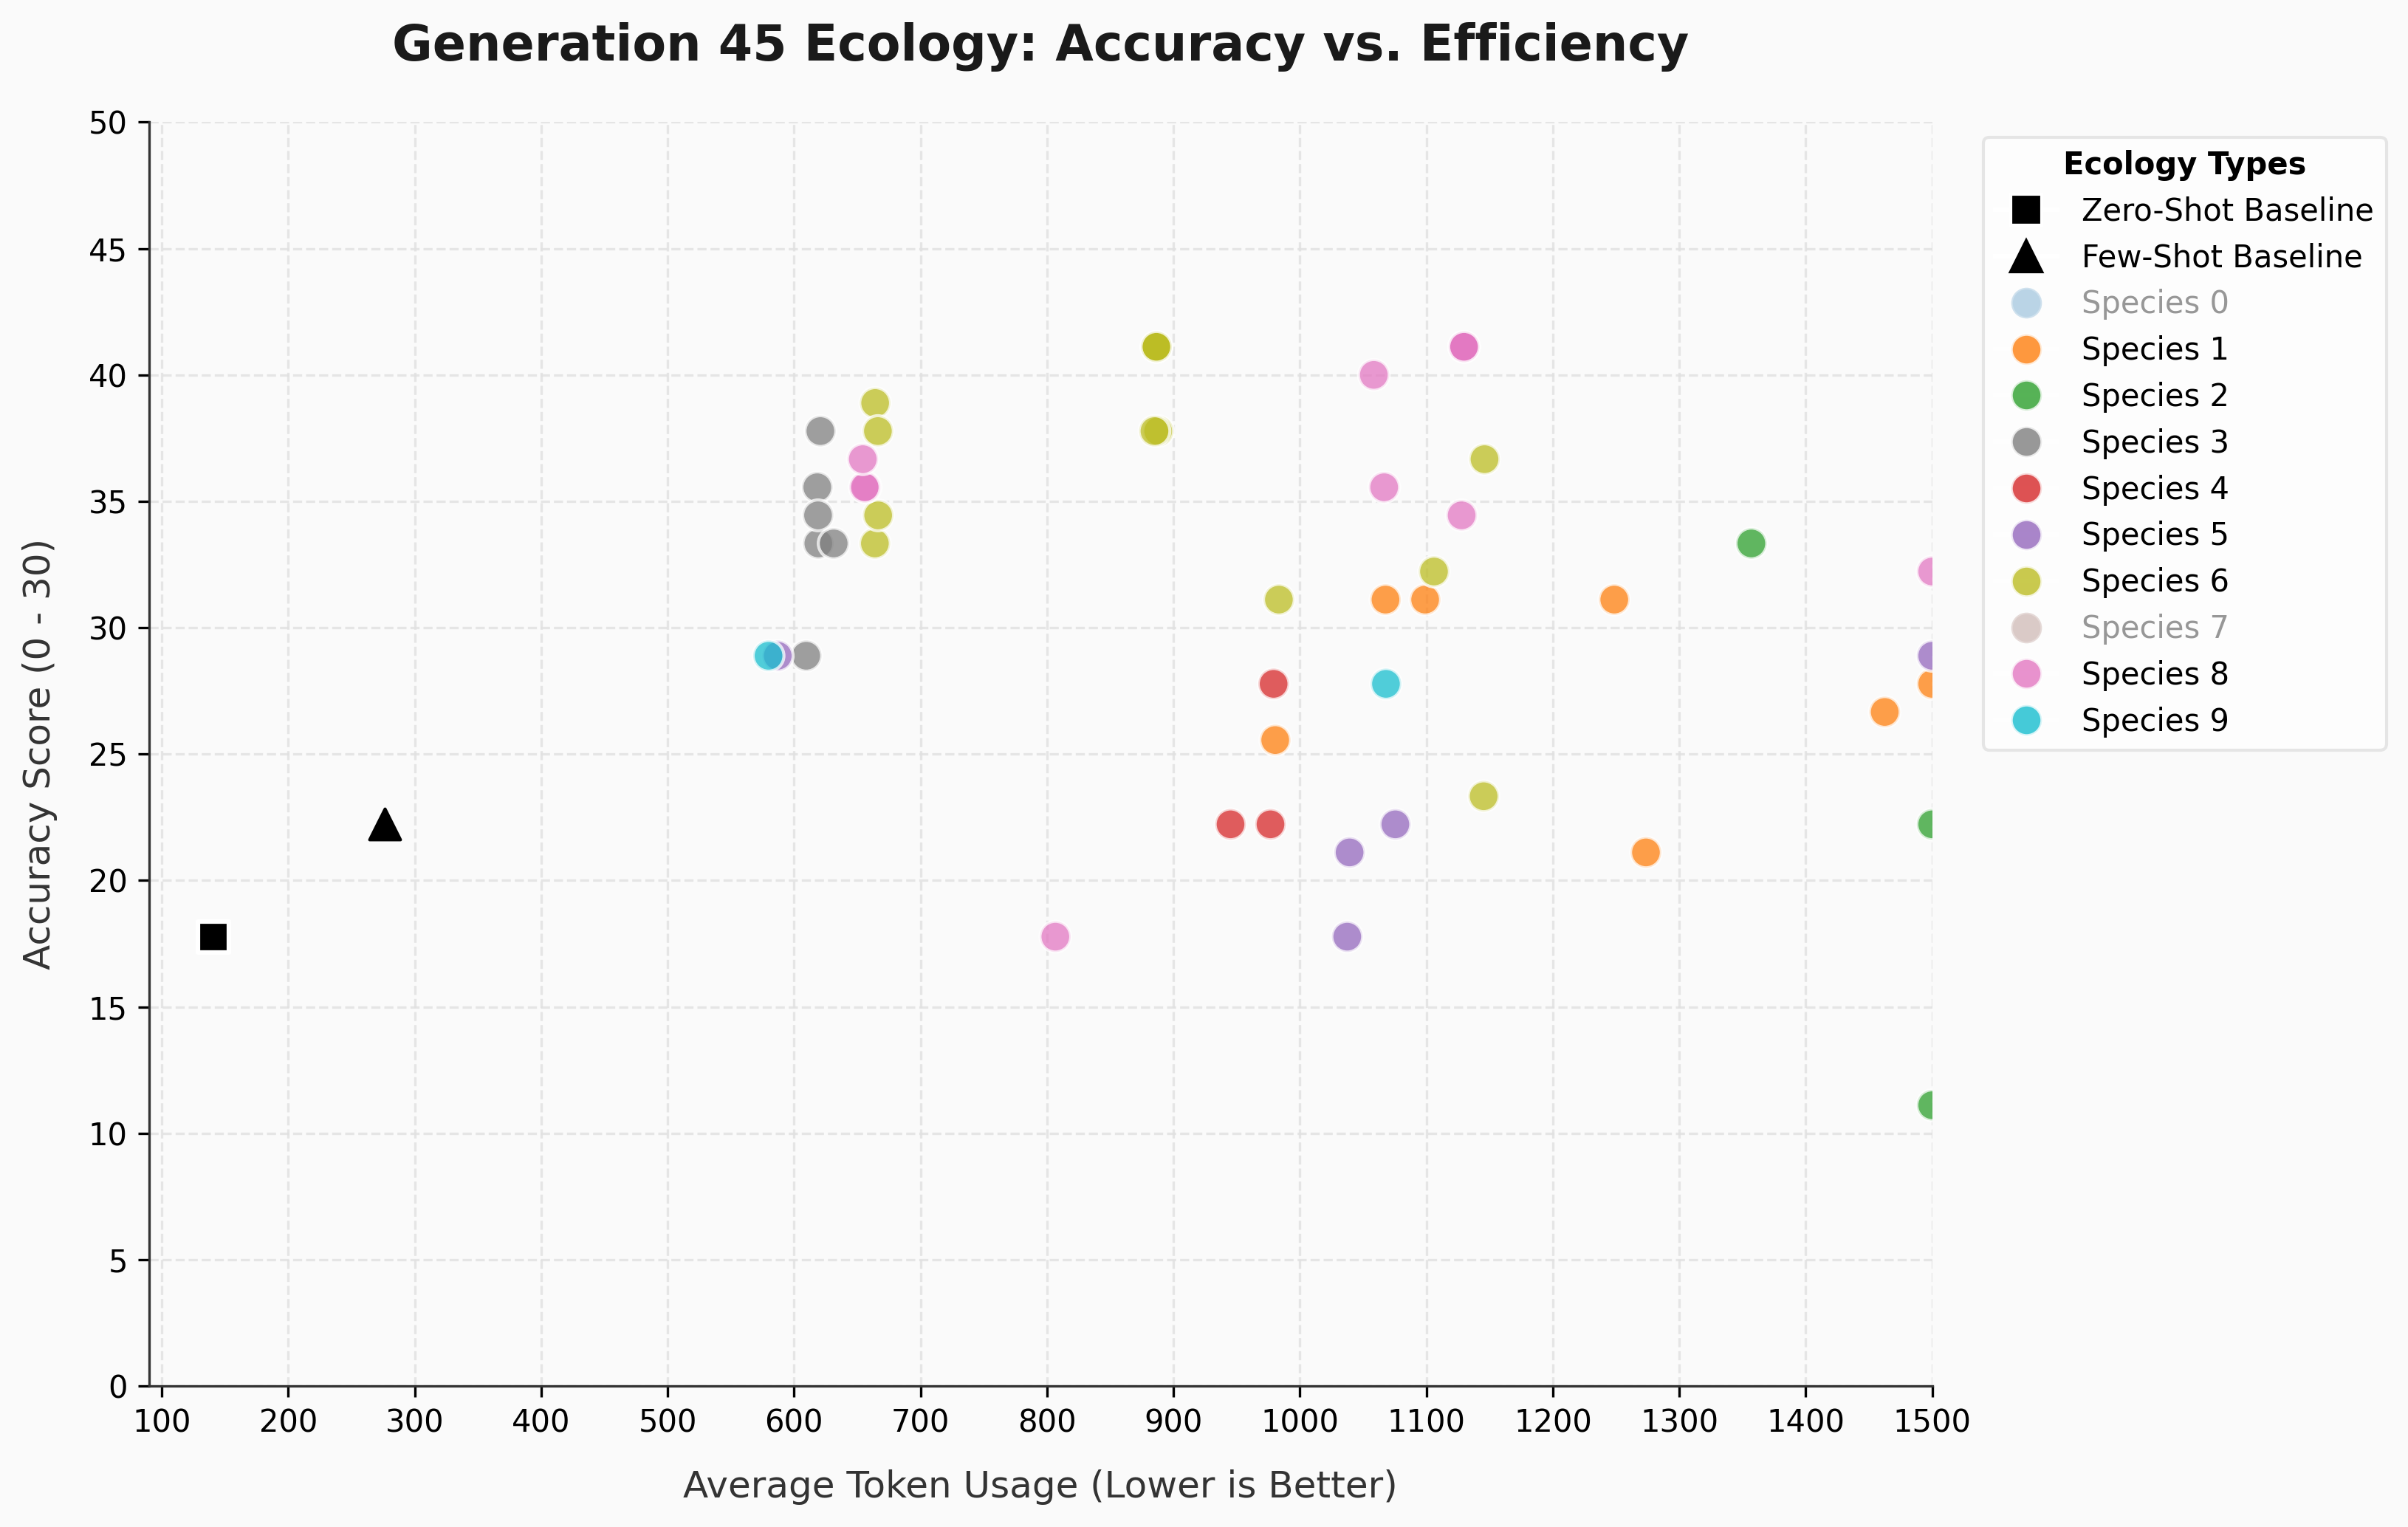 Generation 45 Ecology: Accuracy vs. Efficiency
50
45
40
35
30
25
20
15
10
5
0
Accuracy Score (0 - 30)
100 200 300 400 500 600 700 800 900 1000 1100 1200 1300 1400 1500
Average Token Usage (Lower is Better)
Ecology Types
Zero-Shot Baseline
Few-Shot Baseline
Species 0
Species 1
Species 2
Species 3
Species 4
Species 5
Species 6
Species 7
Species 8
Species 9